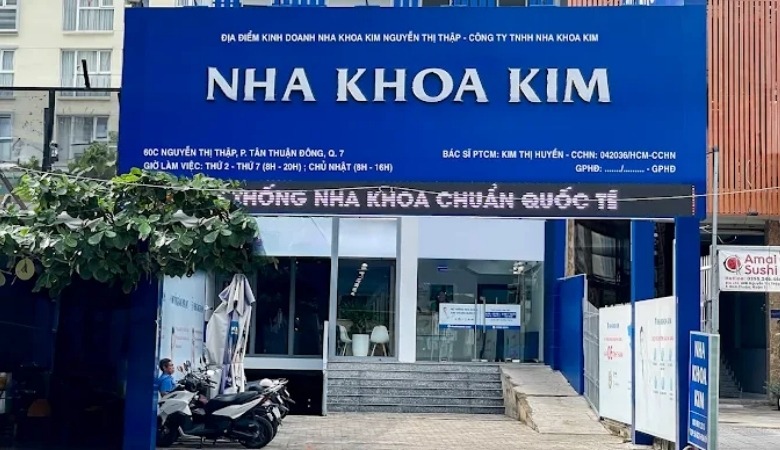 ĐỊA ĐIỂM KINH DOANH NHA KHOA KIM NGUYỄN THỊ THẬP - CÔNG TY TNHH NHA KHOA KIM
NHA KHOA KIM
60C NGUYỄN THỊ THẬP, P. TÂN THUẬN ĐÔNG, Q. 7
GIỜ LÀM VIỆC: THỨ 2 - THỨ 7 (8H - 20H) ; CHỦ NHẬT (8H - 16H)
BÁC SĨ PTCM: KIM THỊ HUYỀN - CCHN: 042036/HCM-CCHN
GPHĐ: ....../........ - GPHĐ
THỐNG NHA KHOA CHUẨN QUỐC TẾ
Amal
Sushi
NHA
KHOA
KIM